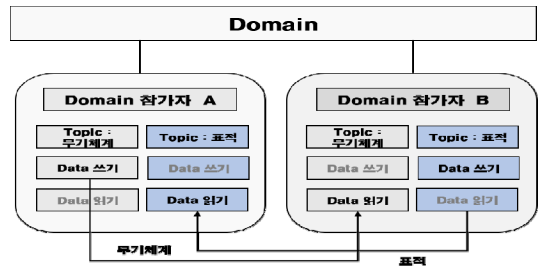 Domain
Domain 참가자 A
Domain 참가자 B
Topic :
무기체계
Topic : 표적
Topic :
무기체계
Topic : 표적
Data 쓰기
Data 쓰기
Data 쓰기
Data 쓰기
Data 읽기
Data 읽기
Data 읽기
Data 읽기
무기체계
표적